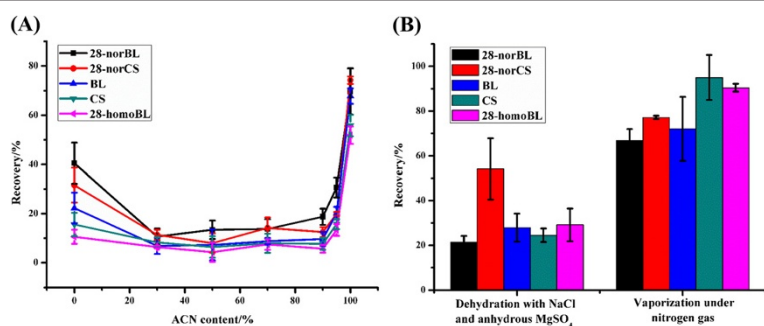 (A)
28-norBL
28-norCS
BL
CS
28-homoBL
Recovery/%
80
60
40
20
0
0
20
40
60
80
100
ACN content/%
(B)
28-norBL
28-norCS
BL
CS
28-homoBL
Recovery/%
100
80
60
40
20
0
Dehydration with NaCl
and anhydrous MgSO₄
Vaporization under
nitrogen gas